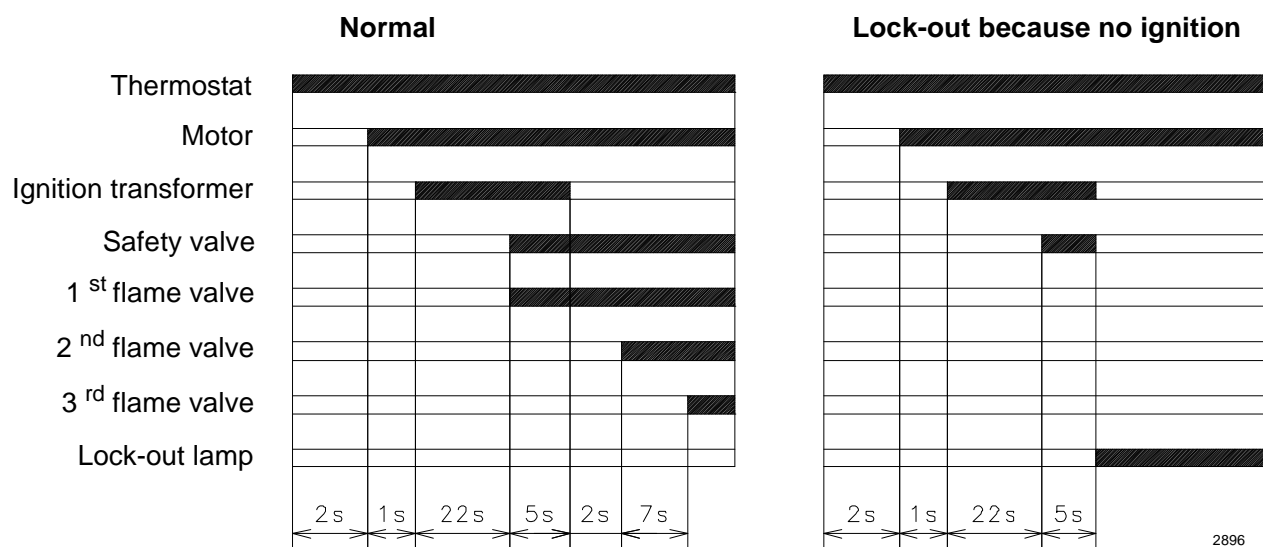 Normal
Lock-out because no ignition
Thermostat
Motor
Ignition transformer
Safety valve
1 st flame valve
2 nd flame valve
3 rd flame valve
Lock-out lamp
2s 1s 22s 5s 2s 7s
2s 1s 22s 5s
2896